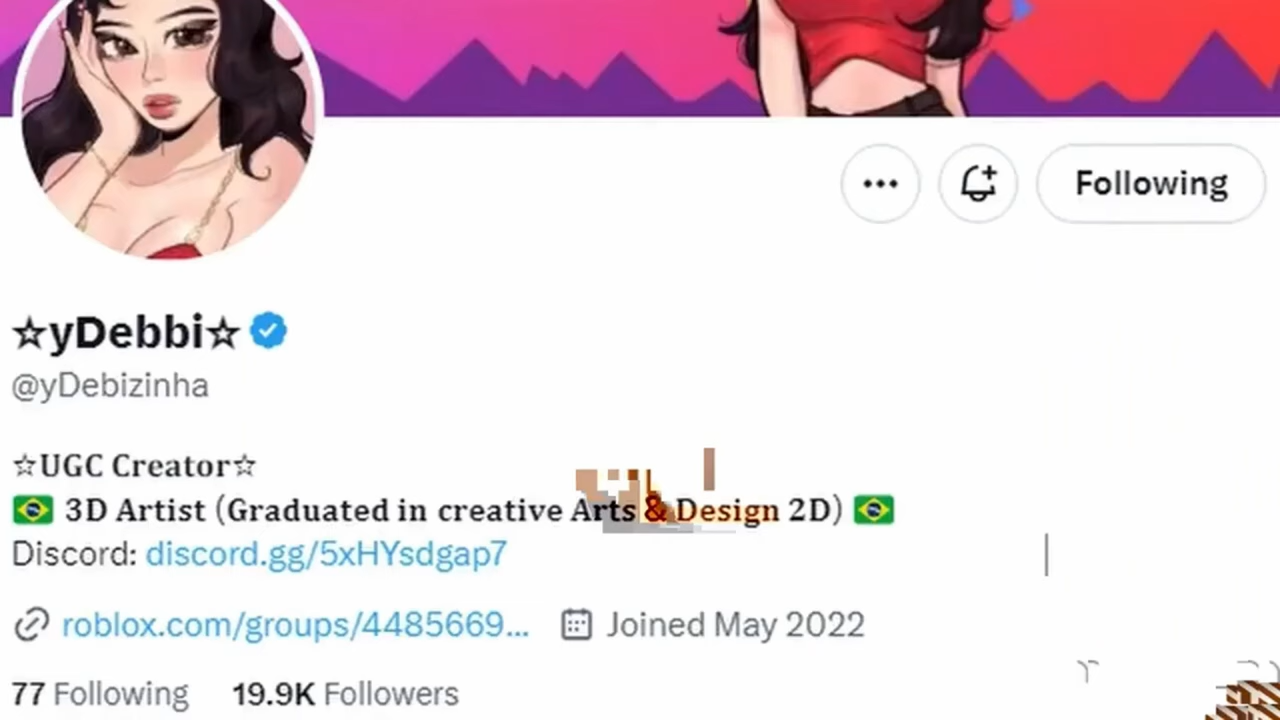 Following
☆yDebbi☆
@yDebizinha
☆UGC Creator☆
🇧🇷 3D Artist (Graduated in creative Arts & Design 2D) 🇧🇷
Discord: discord.gg/5xHYsdgap7
roblox.com/groups/4485669... Joined May 2022
77 Following 19.9K Followers